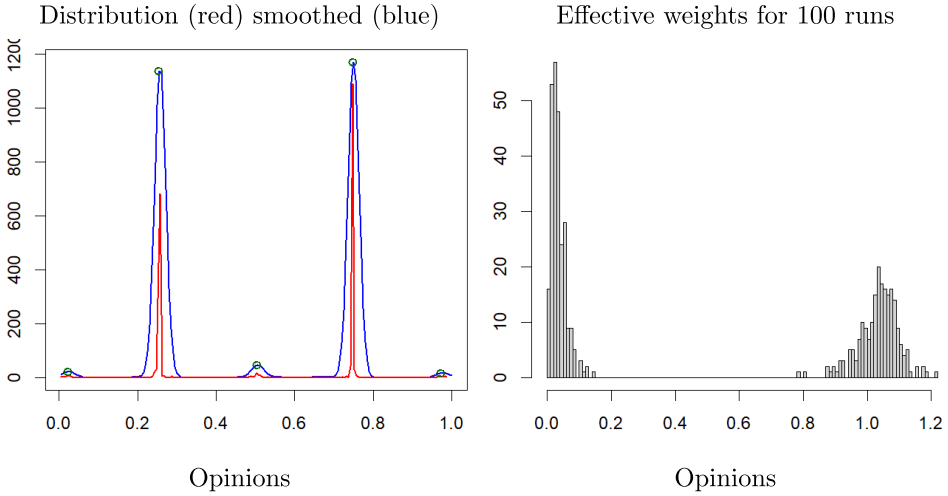 Distribution (red) smoothed (blue)
1200
1000
800
600
400
200
0
0.0 0.2 0.4 0.6 0.8 1.0
Opinions
Effective weights for 100 runs
50
40
30
20
10
0
0.0 0.2 0.4 0.6 0.8 1.0 1.2
Opinions